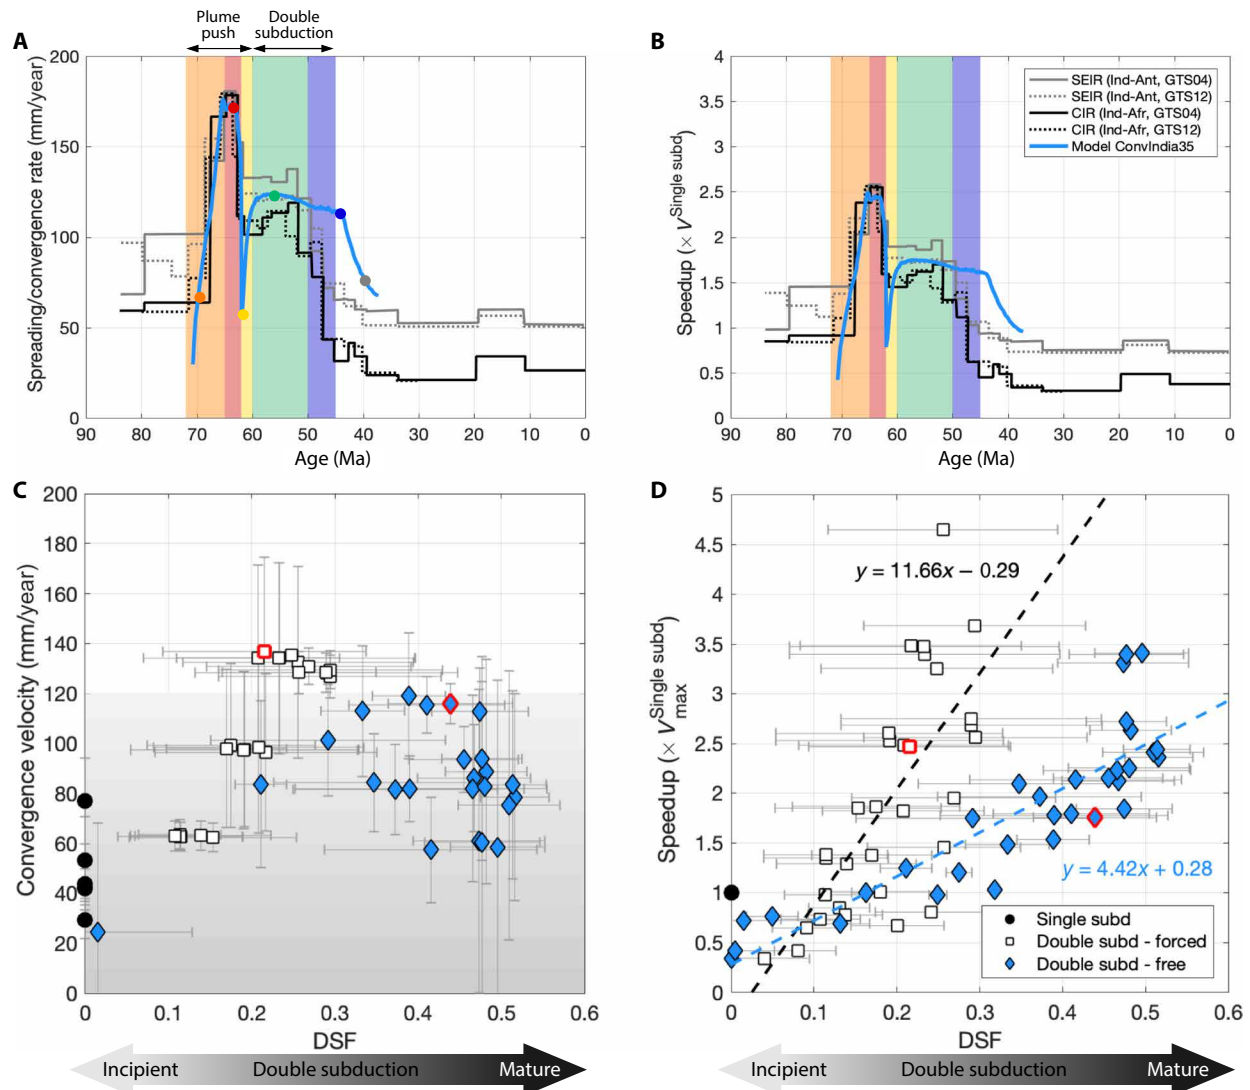 Plume push
Double subduction
A
Spreading/convergence rate (mm/year)
200
150
100
50
0
90 80 70 60 50 40 30 20 10 0
Age (Ma)
B
Speedup (× V^Single subd)
4
3.5
3
2.5
2
1.5
1
0.5
0
SEIR (Ind-Ant, GTS04)
SEIR (Ind-Ant, GTS12)
CIR (Ind-Afr, GTS04)
CIR (Ind-Afr, GTS12)
Model ConvIndia35
90 80 70 60 50 40 30 20 10 0
Age (Ma)
C
Convergence velocity (mm/year)
200
180
160
140
120
100
80
60
40
20
0
0 0.1 0.2 0.3 0.4 0.5 0.6
DSF
Incipient Double subduction Mature
D
Speedup (× V_max^Single subd)
5
4.5
4
3.5
3
2.5
2
1.5
1
0.5
0
y = 11.66x − 0.29
y = 4.42x + 0.28
Single subd
Double subd - forced
Double subd - free
0 0.1 0.2 0.3 0.4 0.5 0.6
DSF
Incipient Double subduction Mature